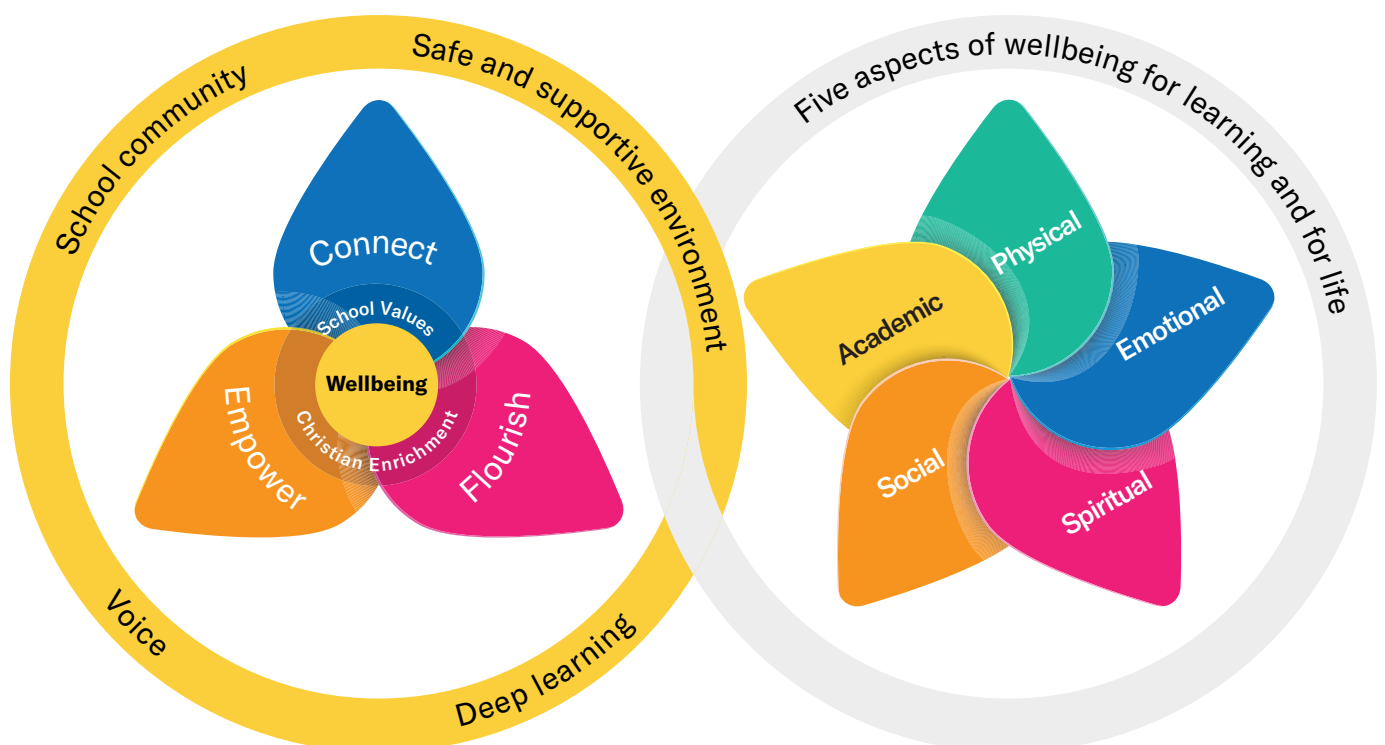 School community
Safe and supportive environment
Connect
School Values
Wellbeing
Christian Enrichment
Empower
Flourish
Voice
Deep learning
Five aspects of wellbeing for learning and for life
Physical
Emotional
Academic
Social
Spiritual